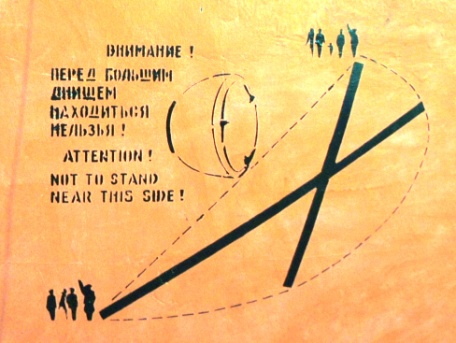 ВНИМАНИЕ !
ПЕРЕД БОЛЬШИМ
ДНИЩЕМ
НАХОДИТЬСЯ
НЕЛЬЗЯ !
ATTENTION !
NOT TO STAND
NEAR THIS SIDE !